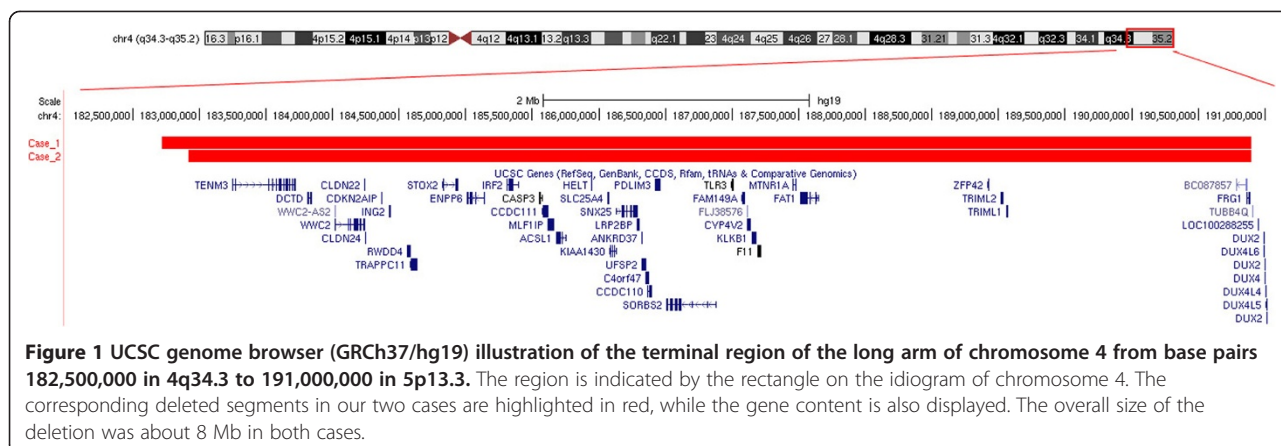 chr4 (q34.3-q35.2) 16.3 p16.1 4p15.2 4p15.1 4p14 p13 p12 4q12 4q13.1 13.2 q13.3 q22.1 23 4q24 4q25 4q26 27 28.1 4q28.3 31.21 31.3 4q32.1 q32.3 34.1 q34.3 35.2
Scale 2 Mb hg19
chr4: 182,500,000 183,000,000 183,500,000 184,000,000 184,500,000 185,000,000 185,500,000 186,000,000 186,500,000 187,000,000 187,500,000 188,000,000 188,500,000 189,000,000 189,500,000 190,000,000 190,500,000 191,000,000
Case_1
Case_2
UCSC Genes (RefSeq, GenBank, CCDS, Rfam, tRNAs & Comparative Genomics)
TENM3 CLDN22 STOX2 IRF2 HELT PDLIM3 TLR3 MTNR1A ZFP42 BC087857
DCTD CDKN2AIP ENPP6 CASP3 SLC25A4 FAM149A FAT1 TRIML2 FRG1
WWC2-AS2 ING2 CCDC111 SNX25 FLJ38576 TRIML1 TUBB4Q
WWC2 MLF1IP LRP2BP CYP4V2 LOC100288255
CLDN24 ACSL1 ANKRD37 KLKB1 DUX2
RWDD4 KIAA1430 F11 DUX4L6
TRAPPC11 UFSP2 DUX2
C4orf47 DUX4
CCDC110 DUX4L4
SORBS2 DUX4L5
DUX2
Figure 1 UCSC genome browser (GRCh37/hg19) illustration of the terminal region of the long arm of chromosome 4 from base pairs
182,500,000 in 4q34.3 to 191,000,000 in 5p13.3. The region is indicated by the rectangle on the idiogram of chromosome 4. The
corresponding deleted segments in our two cases are highlighted in red, while the gene content is also displayed. The overall size of the
deletion was about 8 Mb in both cases.